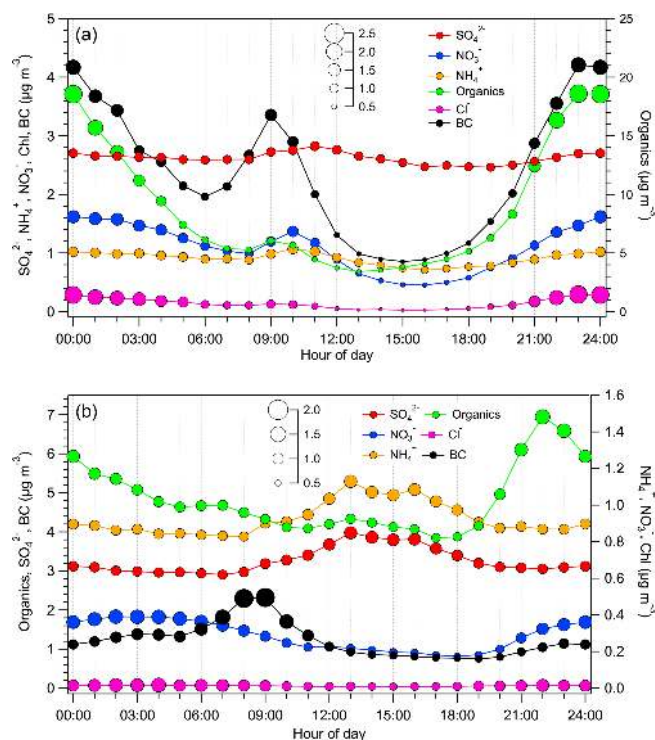 (a)
2.5
2.0
1.5
1.0
0.5
SO₄²⁻
NO₃⁻
NH₄⁺
Organics
Cl⁻
BC
5
4
3
2
1
0
SO₄²⁻, NH₄⁺, NO₃⁻, Chl, BC (µg m⁻³)
25
20
15
10
5
0
Organics (µg m⁻³)
00:00 03:00 06:00 09:00 12:00 15:00 18:00 21:00 24:00
Hour of day
(b)
2.0
1.5
1.0
0.5
SO₄²⁻ Organics
NO₃⁻ Cl⁻
NH₄⁻ BC
7
6
5
4
3
2
1
0
Organics, SO₄²⁻, BC (µg m⁻³)
1.6
1.4
1.2
1.0
0.8
0.6
0.4
0.2
0.0
NH₄⁺, NO₃⁻, Chl (µg m⁻³)
00:00 03:00 06:00 09:00 12:00 15:00 18:00 21:00 24:00
Hour of day